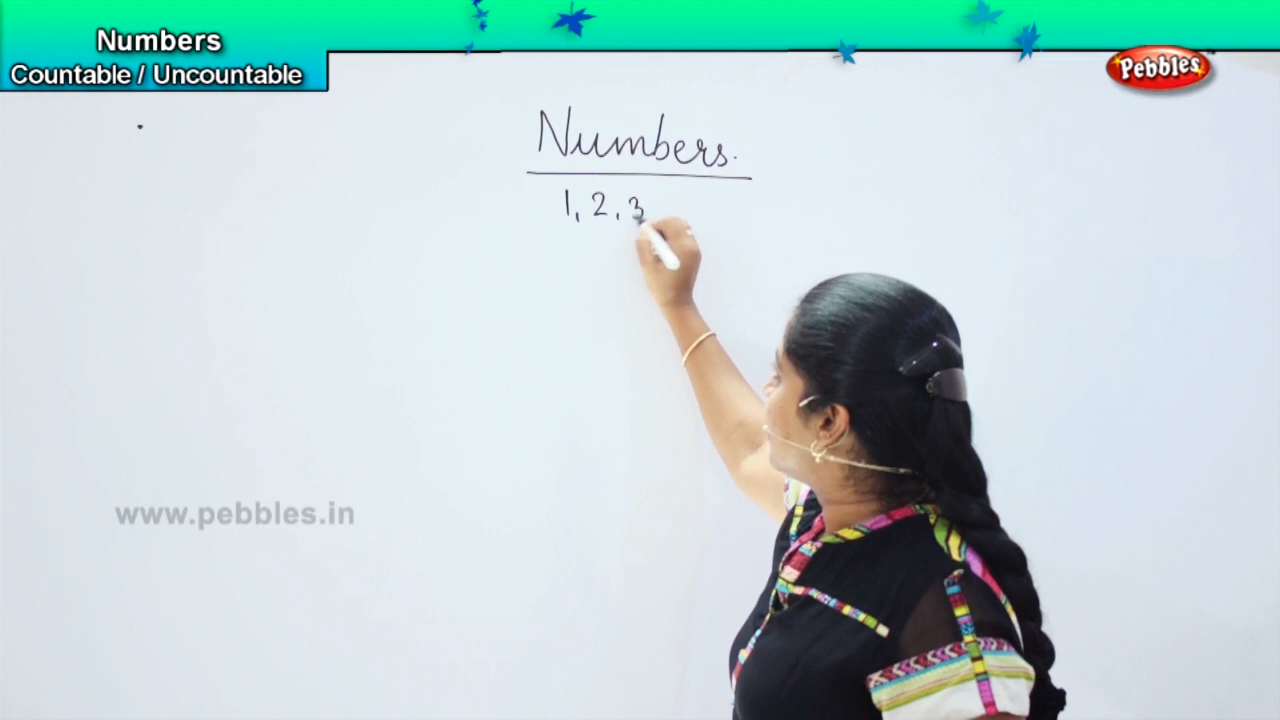 Numbers
Countable / Uncountable
Pebbles
Numbers.
1, 2, 3
www.pebbles.in